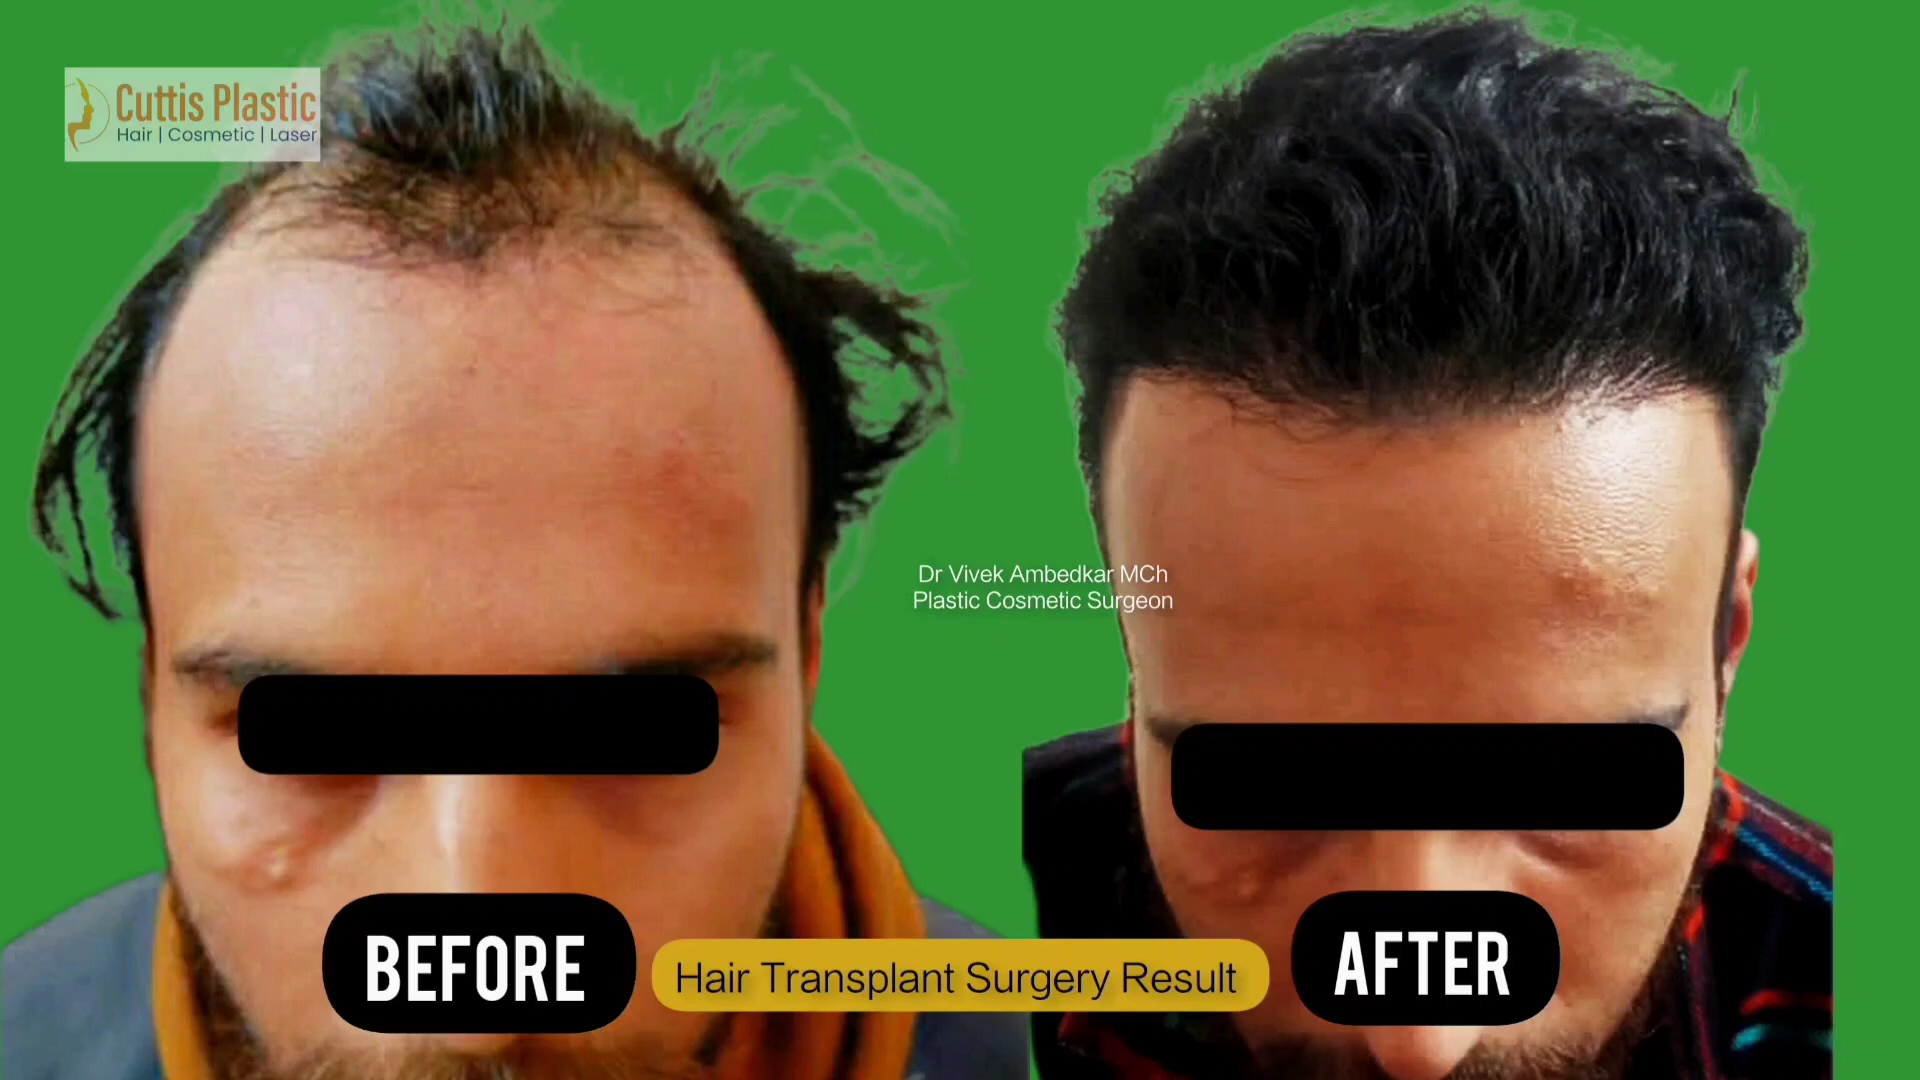 Cuttis Plastic
Hair | Cosmetic | Laser
Dr Vivek Ambedkar MCh
Plastic Cosmetic Surgeon
BEFORE
Hair Transplant Surgery Result
AFTER